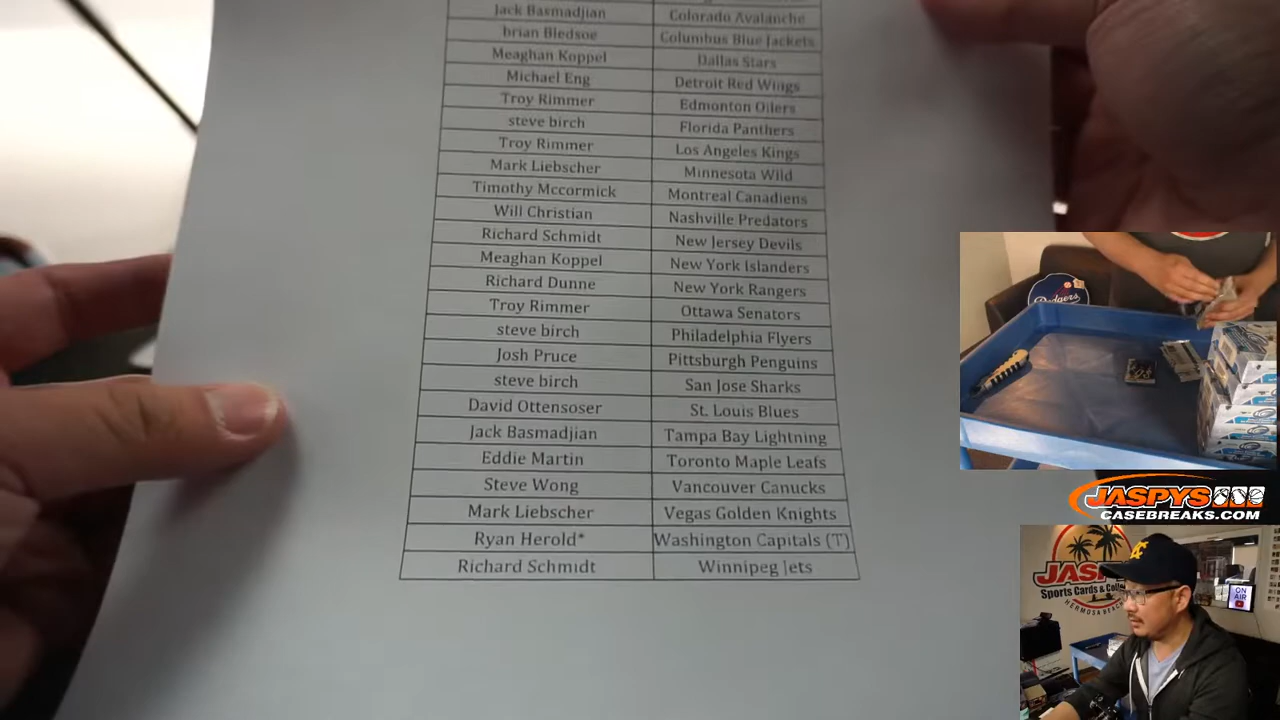 Jack Basmadjian Colorado Avalanche
brian Bledsoe Columbus Blue Jackets
Meaghan Koppel Dallas Stars
Michael Eng Detroit Red Wings
Troy Rimmer Edmonton Oilers
steve birch Florida Panthers
Troy Rimmer Los Angeles Kings
Mark Liebscher Minnesota Wild
Timothy Mccormick Montreal Canadiens
Will Christian Nashville Predators
Richard Schmidt New Jersey Devils
Meaghan Koppel New York Islanders
Richard Dunne New York Rangers
Troy Rimmer Ottawa Senators
steve birch Philadelphia Flyers
Josh Pruce Pittsburgh Penguins
steve birch San Jose Sharks
David Ottensoser St. Louis Blues
Jack Basmadjian Tampa Bay Lightning
Eddie Martin Toronto Maple Leafs
Steve Wong Vancouver Canucks
Mark Liebscher Vegas Golden Knights
Ryan Herold* Washington Capitals (T)
Richard Schmidt Winnipeg Jets
Dodgers
JASPYS
CASEBREAKS.COM
JASP
Sports Cards & Colle
HERMOSA BEACH
ON
AIR